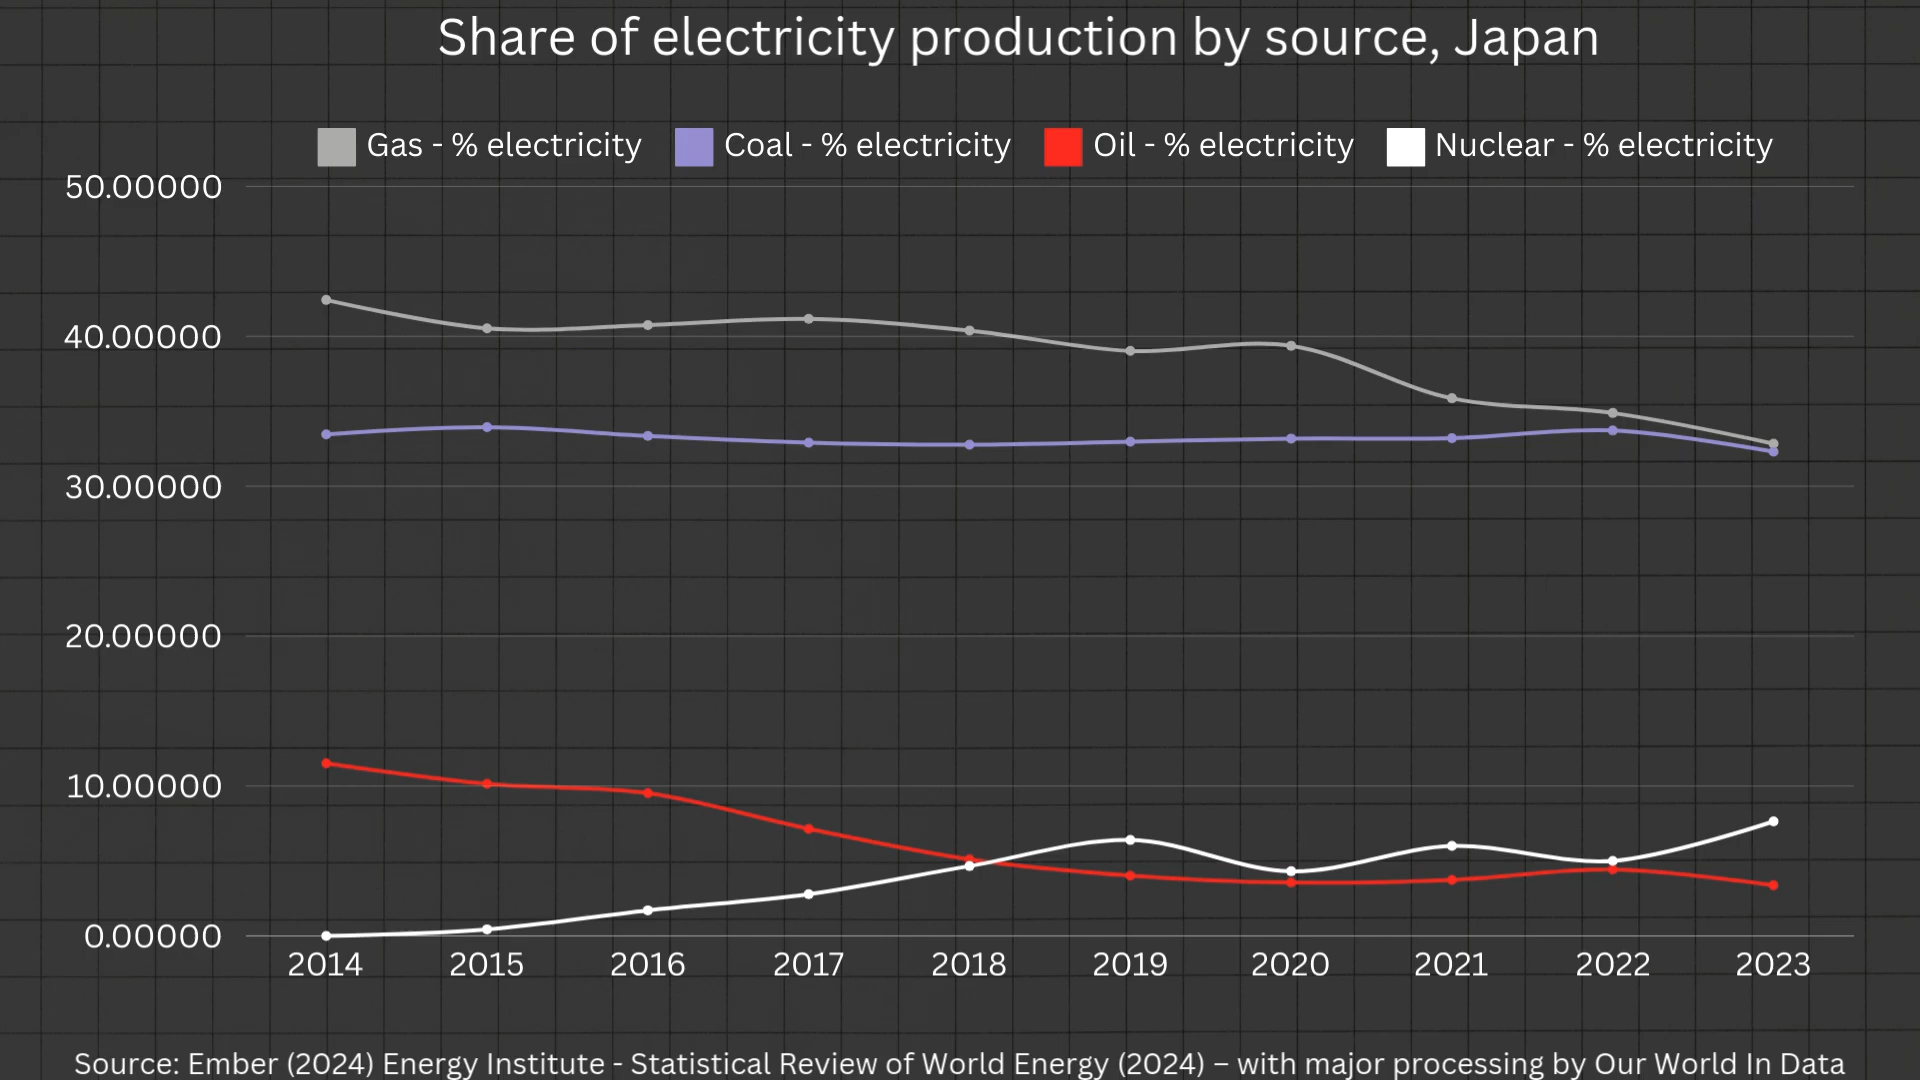 Share of electricity production by source, Japan
Gas - % electricity Coal - % electricity Oil - % electricity Nuclear - % electricity
50.00000
40.00000
30.00000
20.00000
10.00000
0.00000
2014 2015 2016 2017 2018 2019 2020 2021 2022 2023
Source: Ember (2024) Energy Institute - Statistical Review of World Energy (2024) – with major processing by Our World In Data